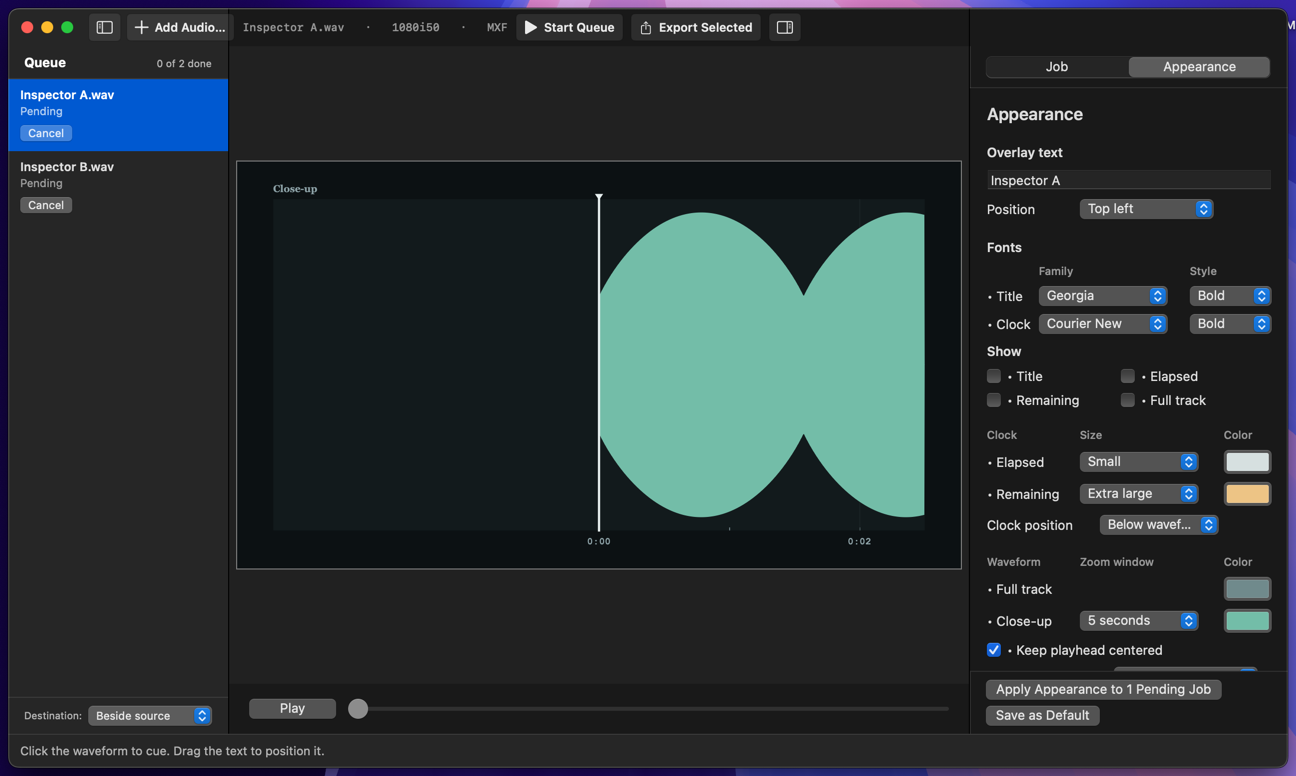 Add Audio...
Inspector A.wav · 1080i50 · MXF
Start Queue
Export Selected
Queue
0 of 2 done
Inspector A.wav
Pending
Cancel
Inspector B.wav
Pending
Cancel
Destination: Beside source
Close-up
0:00
0:02
Play
Click the waveform to cue. Drag the text to position it.
Job
Appearance
Appearance
Overlay text
Inspector A
Position Top left
Fonts
Family Style
• Title Georgia Bold
• Clock Courier New Bold
Show
• Title • Elapsed
• Remaining • Full track
Clock Size Color
• Elapsed Small
• Remaining Extra large
Clock position Below wavef...
Waveform Zoom window Color
• Full track
• Close-up 5 seconds
• Keep playhead centered
Apply Appearance to 1 Pending Job
Save as Default